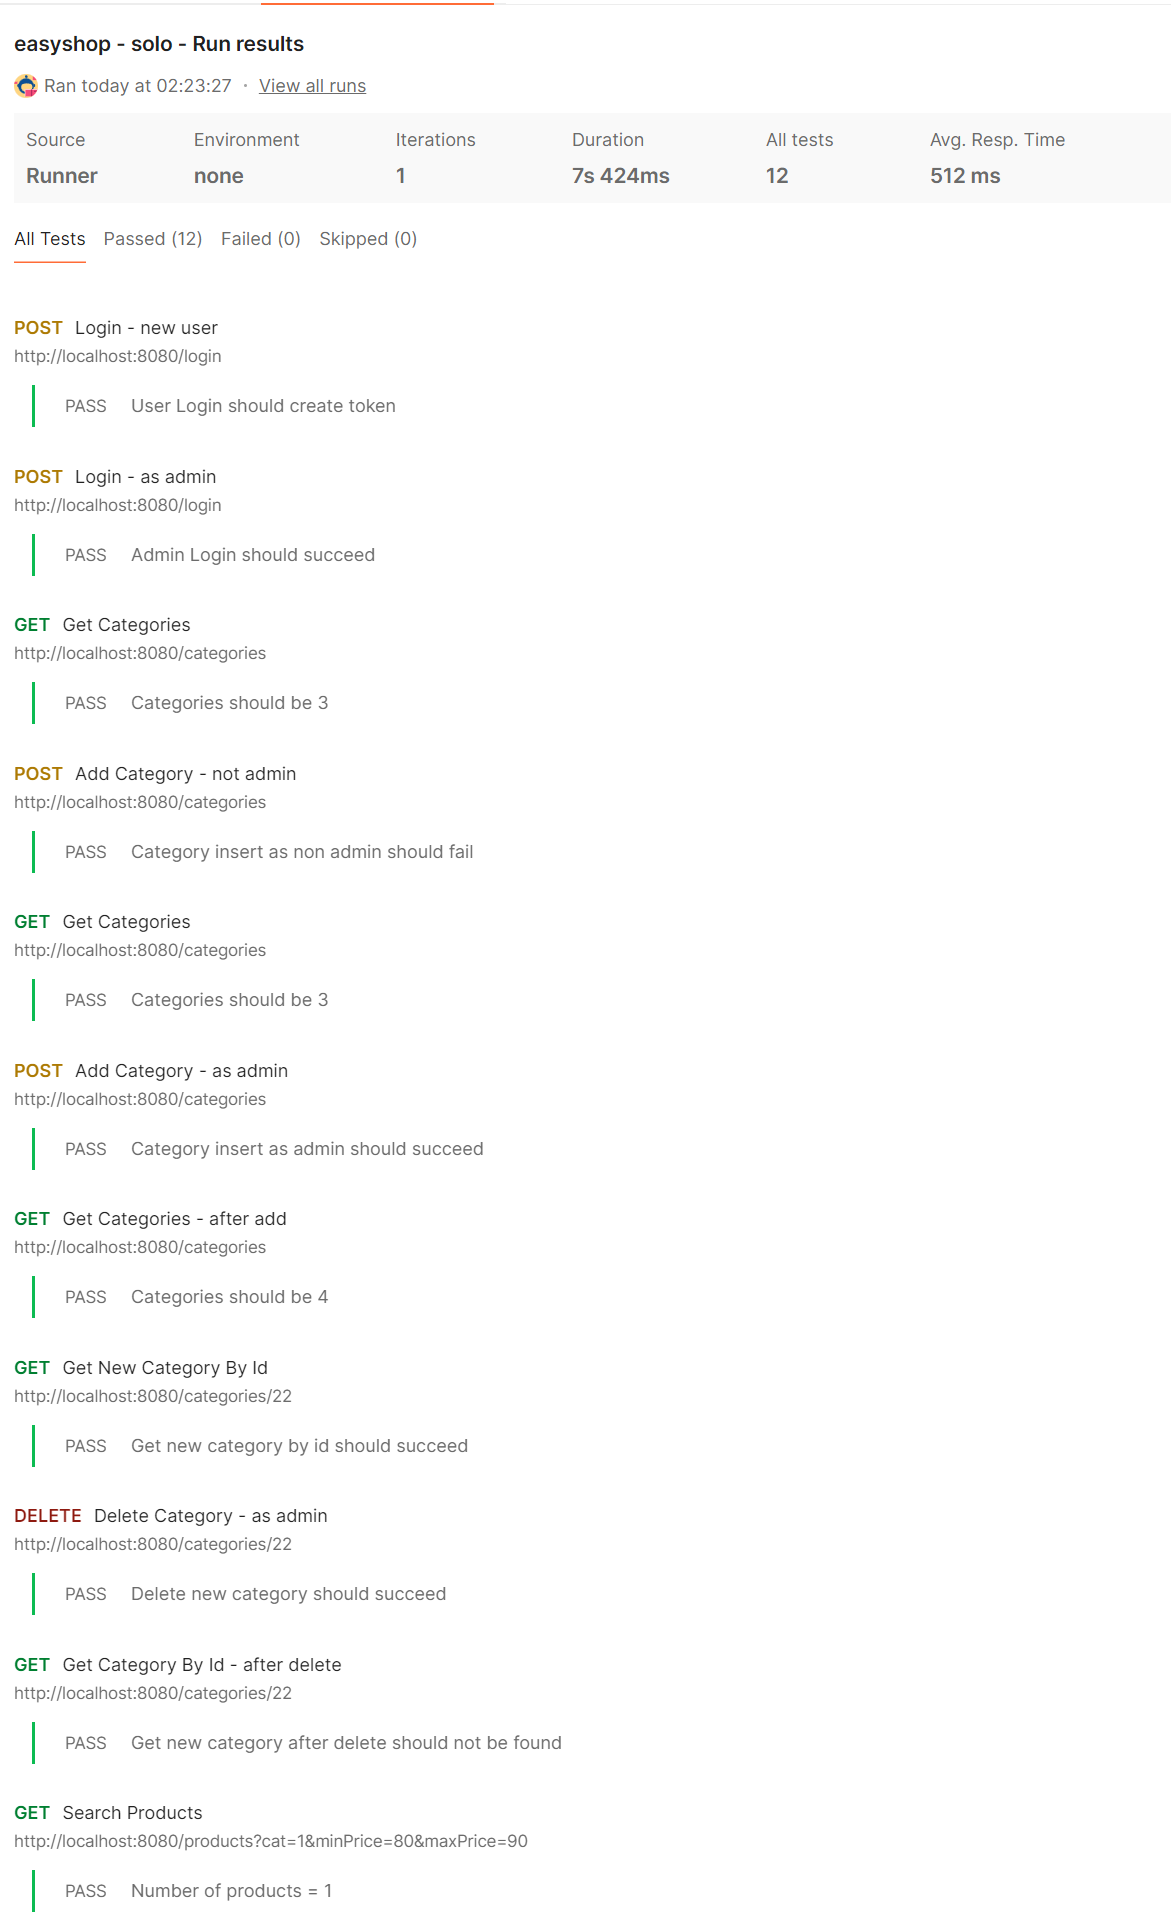 easyshop - solo - Run results
Ran today at 02:23:27 · View all runs
Source Environment Iterations Duration All tests Avg. Resp. Time
Runner none 1 7s 424ms 12 512 ms
All Tests Passed (12) Failed (0) Skipped (0)
POST Login - new user
http://localhost:8080/login
PASS User Login should create token
POST Login - as admin
http://localhost:8080/login
PASS Admin Login should succeed
GET Get Categories
http://localhost:8080/categories
PASS Categories should be 3
POST Add Category - not admin
http://localhost:8080/categories
PASS Category insert as non admin should fail
GET Get Categories
http://localhost:8080/categories
PASS Categories should be 3
POST Add Category - as admin
http://localhost:8080/categories
PASS Category insert as admin should succeed
GET Get Categories - after add
http://localhost:8080/categories
PASS Categories should be 4
GET Get New Category By Id
http://localhost:8080/categories/22
PASS Get new category by id should succeed
DELETE Delete Category - as admin
http://localhost:8080/categories/22
PASS Delete new category should succeed
GET Get Category By Id - after delete
http://localhost:8080/categories/22
PASS Get new category after delete should not be found
GET Search Products
http://localhost:8080/products?cat=1&minPrice=80&maxPrice=90
PASS Number of products = 1